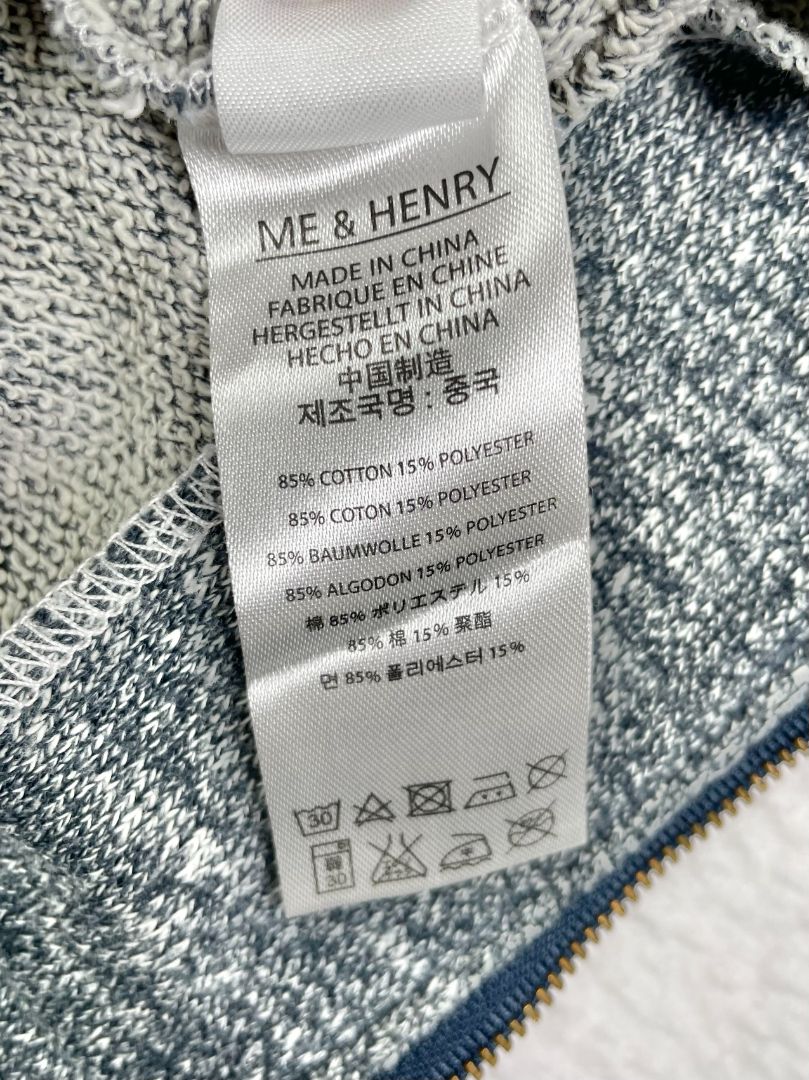 ME & HENRY
MADE IN CHINA
FABRIQUE EN CHINE
HERGESTELLT IN CHINA
HECHO EN CHINA
中国制造
제조국명 : 중국
85% COTTON 15% POLYESTER
85% COTON 15% POLYESTER
85% BAUMWOLLE 15% POLYESTER
85% ALGODON 15% POLYESTER
棉 85% ポリエステル 15%
85% 棉 15% 聚酯
면 85% 폴리에스터 15%
30
30